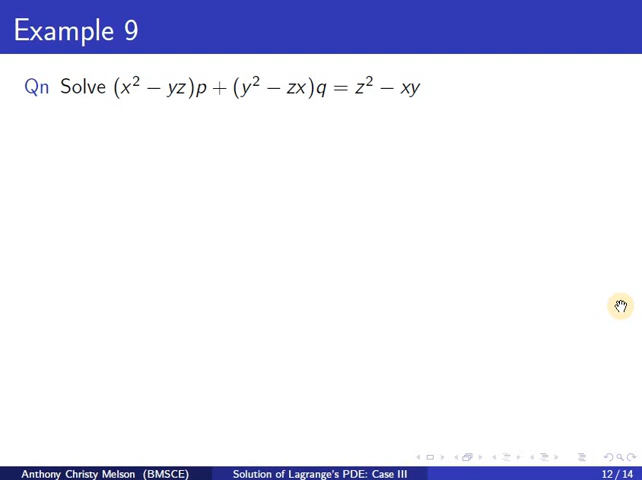 Example 9
Qn Solve (x² − yz)p + (y² − zx)q = z² − xy
Anthony Christy Melson (BMSCE) Solution of Lagrange's PDE: Case III 12 / 14